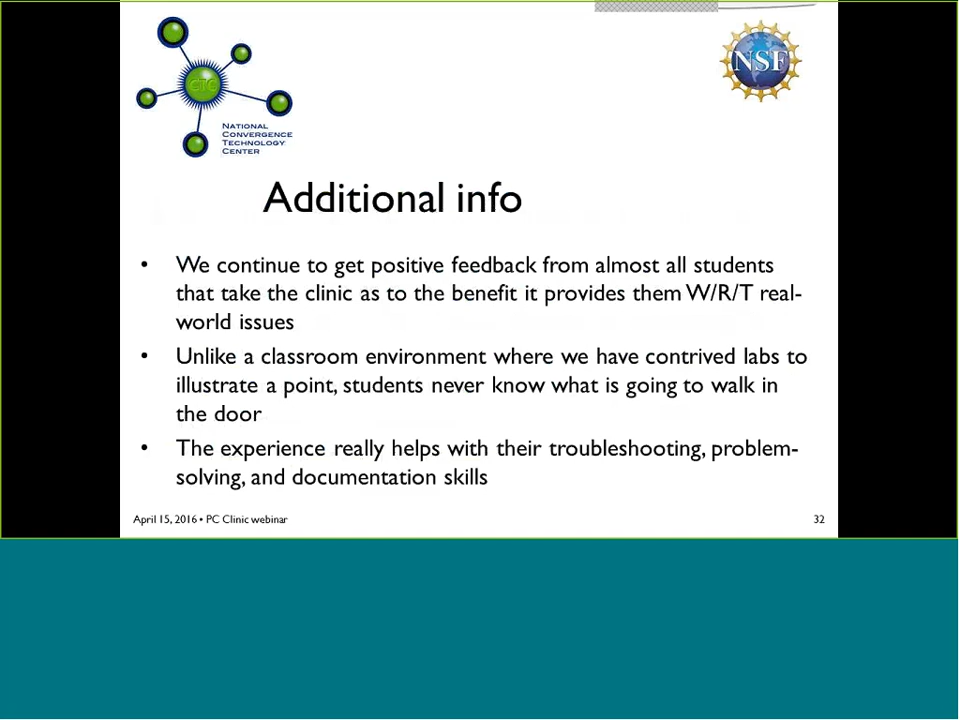 CTC
NSF
NATIONAL
CONVERGENCE
TECHNOLOGY
CENTER
Additional info
• We continue to get positive feedback from almost all students
that take the clinic as to the benefit it provides them W/R/T real-
world issues
• Unlike a classroom environment where we have contrived labs to
illustrate a point, students never know what is going to walk in
the door
• The experience really helps with their troubleshooting, problem-
solving, and documentation skills
April 15, 2016 • PC Clinic webinar
32